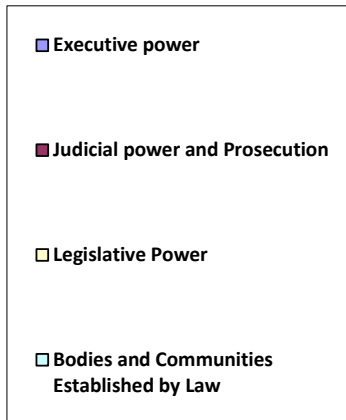 Executive power
Judicial power and Prosecution
Legislative Power
Bodies and Communities
Established by Law